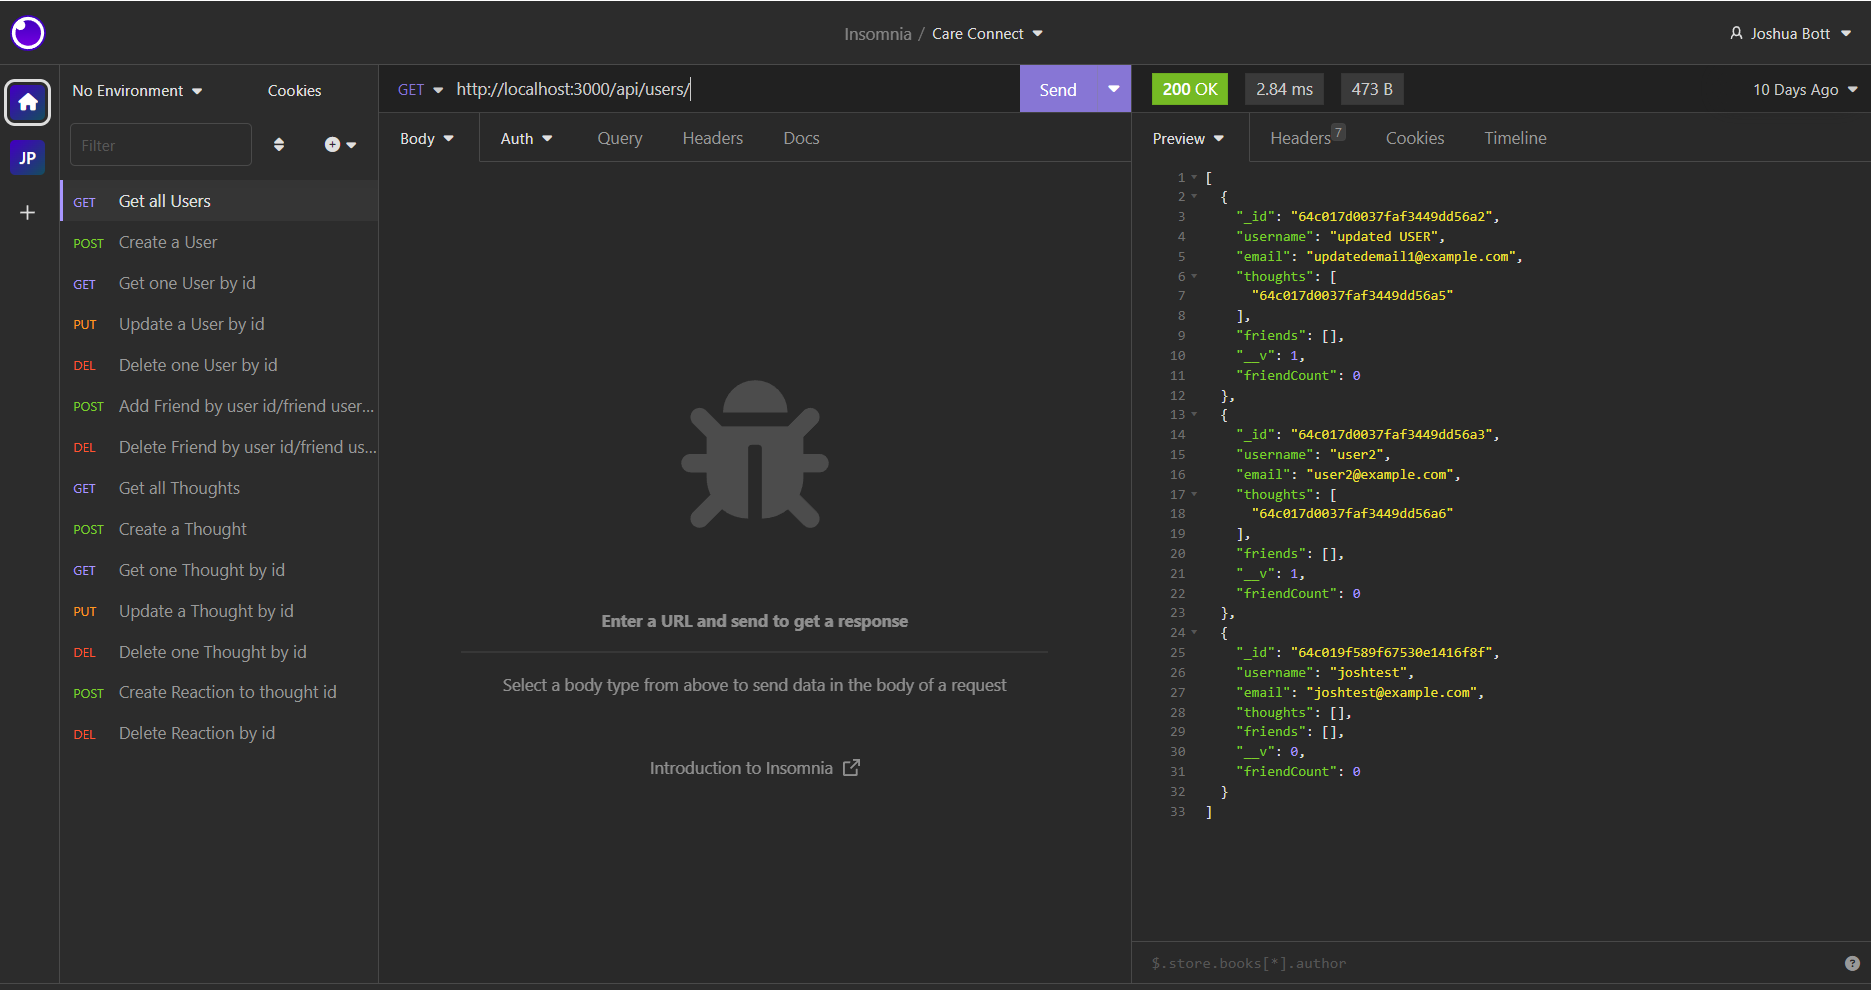 Insomnia / Care Connect
Joshua Bott
JP
No Environment
Cookies
Filter
GET Get all Users
POST Create a User
GET Get one User by id
PUT Update a User by id
DEL Delete one User by id
POST Add Friend by user id/friend user...
DEL Delete Friend by user id/friend us...
GET Get all Thoughts
POST Create a Thought
GET Get one Thought by id
PUT Update a Thought by id
DEL Delete one Thought by id
POST Create Reaction to thought id
DEL Delete Reaction by id
GET http://localhost:3000/api/users/
Send
Body
Auth
Query
Headers
Docs
Enter a URL and send to get a response
Select a body type from above to send data in the body of a request
Introduction to Insomnia
200 OK
2.84 ms
473 B
10 Days Ago
Preview
Headers 7
Cookies
Timeline
1 [
2 {
3 "_id": "64c017d0037faf3449dd56a2",
4 "username": "updated USER",
5 "email": "updatedemail1@example.com",
6 "thoughts": [
7 "64c017d0037faf3449dd56a5"
8 ],
9 "friends": [],
10 "__v": 1,
11 "friendCount": 0
12 },
13 {
14 "_id": "64c017d0037faf3449dd56a3",
15 "username": "user2",
16 "email": "user2@example.com",
17 "thoughts": [
18 "64c017d0037faf3449dd56a6"
19 ],
20 "friends": [],
21 "__v": 1,
22 "friendCount": 0
23 },
24 {
25 "_id": "64c019f589f67530e1416f8f",
26 "username": "joshtest",
27 "email": "joshtest@example.com",
28 "thoughts": [],
29 "friends": [],
30 "__v": 0,
31 "friendCount": 0
32 }
33 ]
$.store.books[*].author
?